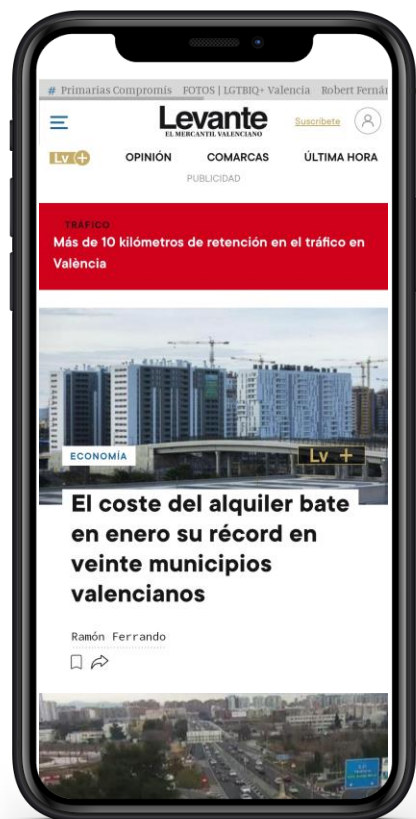 # Primarias Compromís FOTOS | LGTBIQ+ Valencia Robert Fernán
Levante
EL MERCANTIL VALENCIANO
Suscríbete
Lv +
OPINIÓN COMARCAS ÚLTIMA HORA
PUBLICIDAD
TRÁFICO
Más de 10 kilómetros de retención en el tráfico en
València
ECONOMÍA
Lv +
El coste del alquiler bate
en enero su récord en
veinte municipios
valencianos
Ramón Ferrando